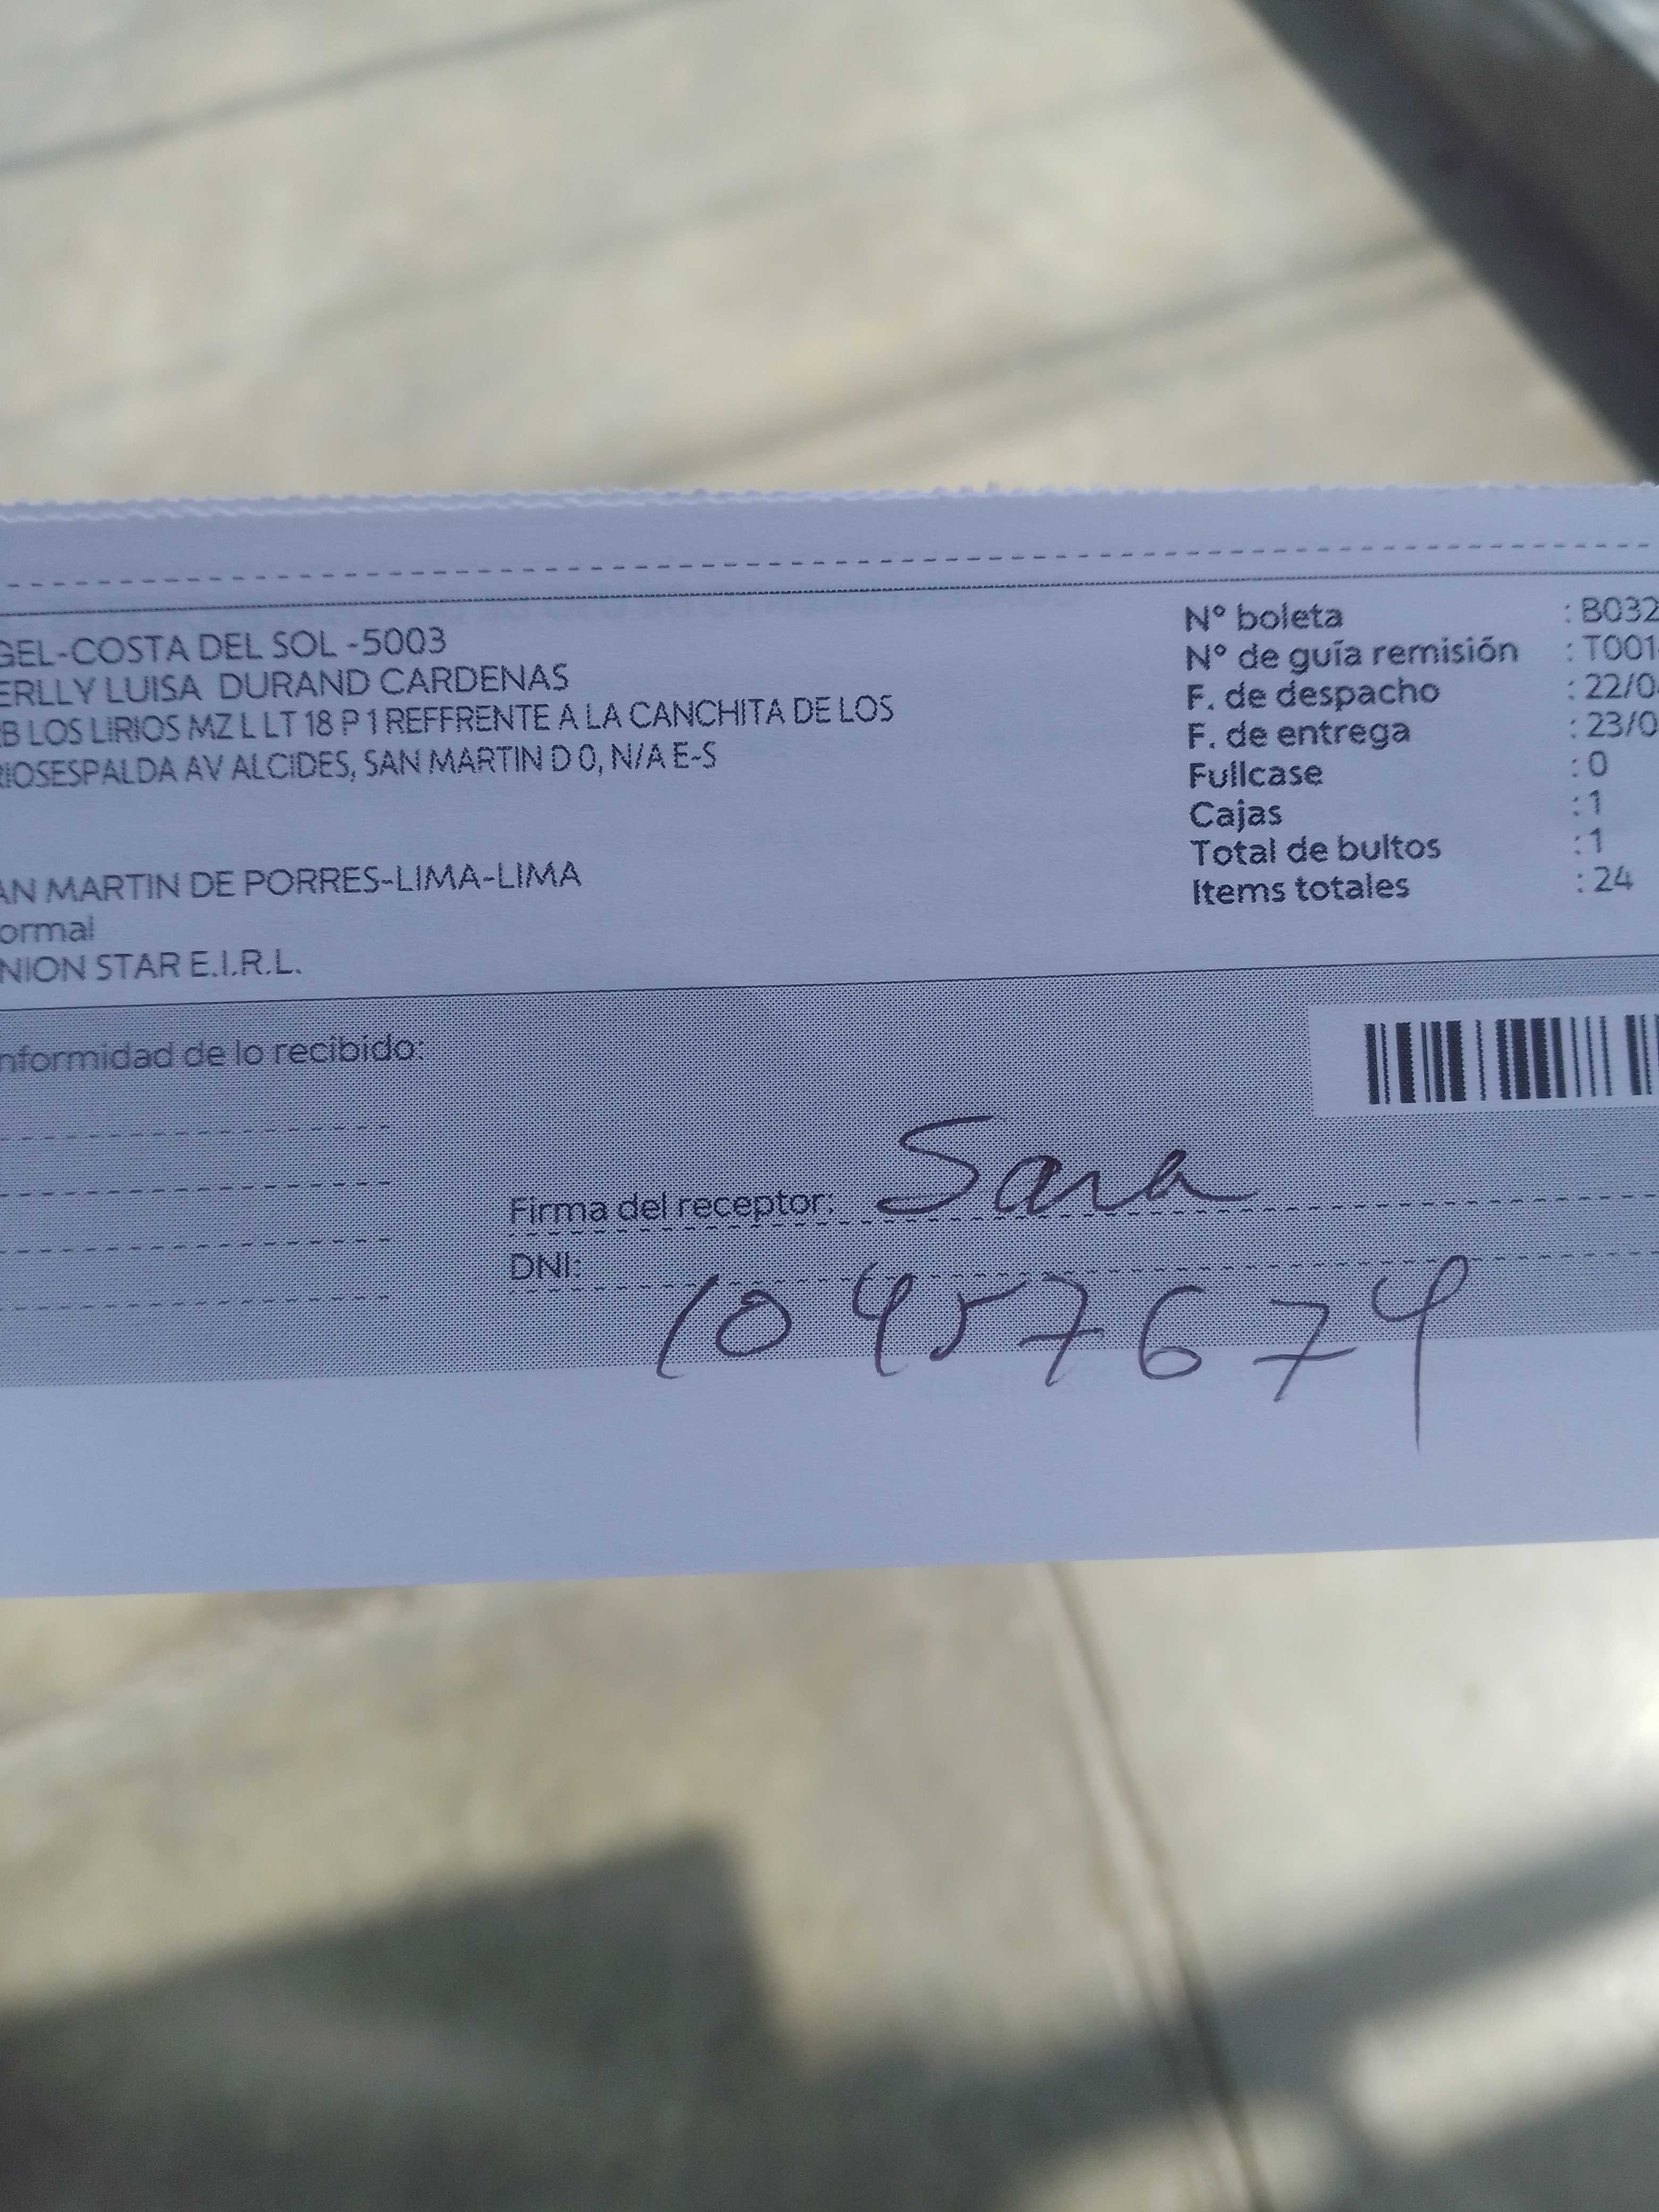 GEL-COSTA DEL SOL -5003
ERLLY LUISA DURAND CARDENAS
B LOS LIRIOS MZ L LT 18 P 1 REFFRENTE A LA CANCHITA DE LOS
RIOSESPALDA AV ALCIDES, SAN MARTIN D 0, N/A E-S
AN MARTIN DE PORRES-LIMA-LIMA
ormal
NION STAR E.I.R.L.
Nº boleta : B032
Nº de guía remisión : T001
F. de despacho : 22/0
F. de entrega : 23/0
Fullcase : 0
Cajas : 1
Total de bultos : 1
Items totales : 24
nformidad de lo recibido:
Firma del receptor: Sara
DNI: 10457674